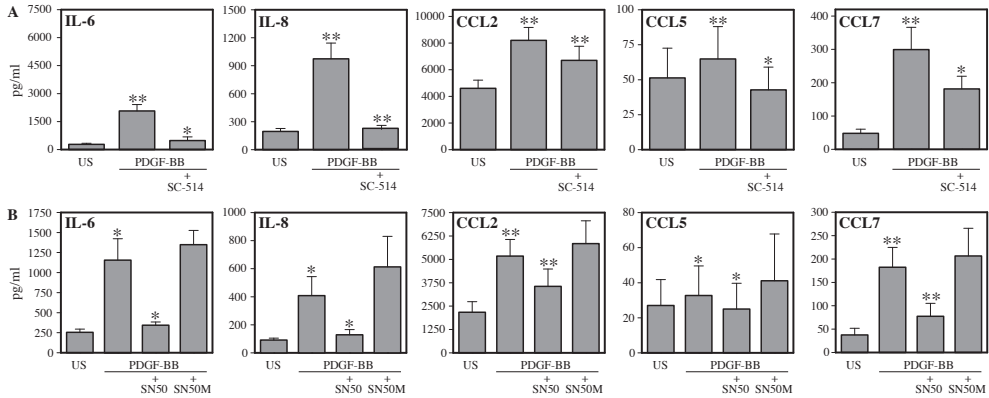 A
IL-6
IL-8
CCL2
CCL5
CCL7
pg/ml
7500
6000
4500
3000
1500
0
**
*
US
PDGF-BB
+
SC-514
1500
1200
900
600
300
0
**
**
US
PDGF-BB
+
SC-514
10000
8000
6000
4000
2000
0
**
**
US
PDGF-BB
+
SC-514
100
75
50
25
0
**
*
US
PDGF-BB
+
SC-514
400
300
200
100
0
**
*
US
PDGF-BB
+
SC-514
B
IL-6
IL-8
CCL2
CCL5
CCL7
pg/ml
1750
1500
1250
1000
750
500
250
0
*
*
US
PDGF-BB
+ +
SN50 SN50M
1000
800
600
400
200
0
*
*
US
PDGF-BB
+ +
SN50 SN50M
7500
6250
5000
3750
2500
1250
0
**
**
US
PDGF-BB
+ +
SN50 SN50M
80
60
40
20
0
*
*
US
PDGF-BB
+ +
SN50 SN50M
300
250
200
150
100
50
0
**
**
US
PDGF-BB
+ +
SN50 SN50M